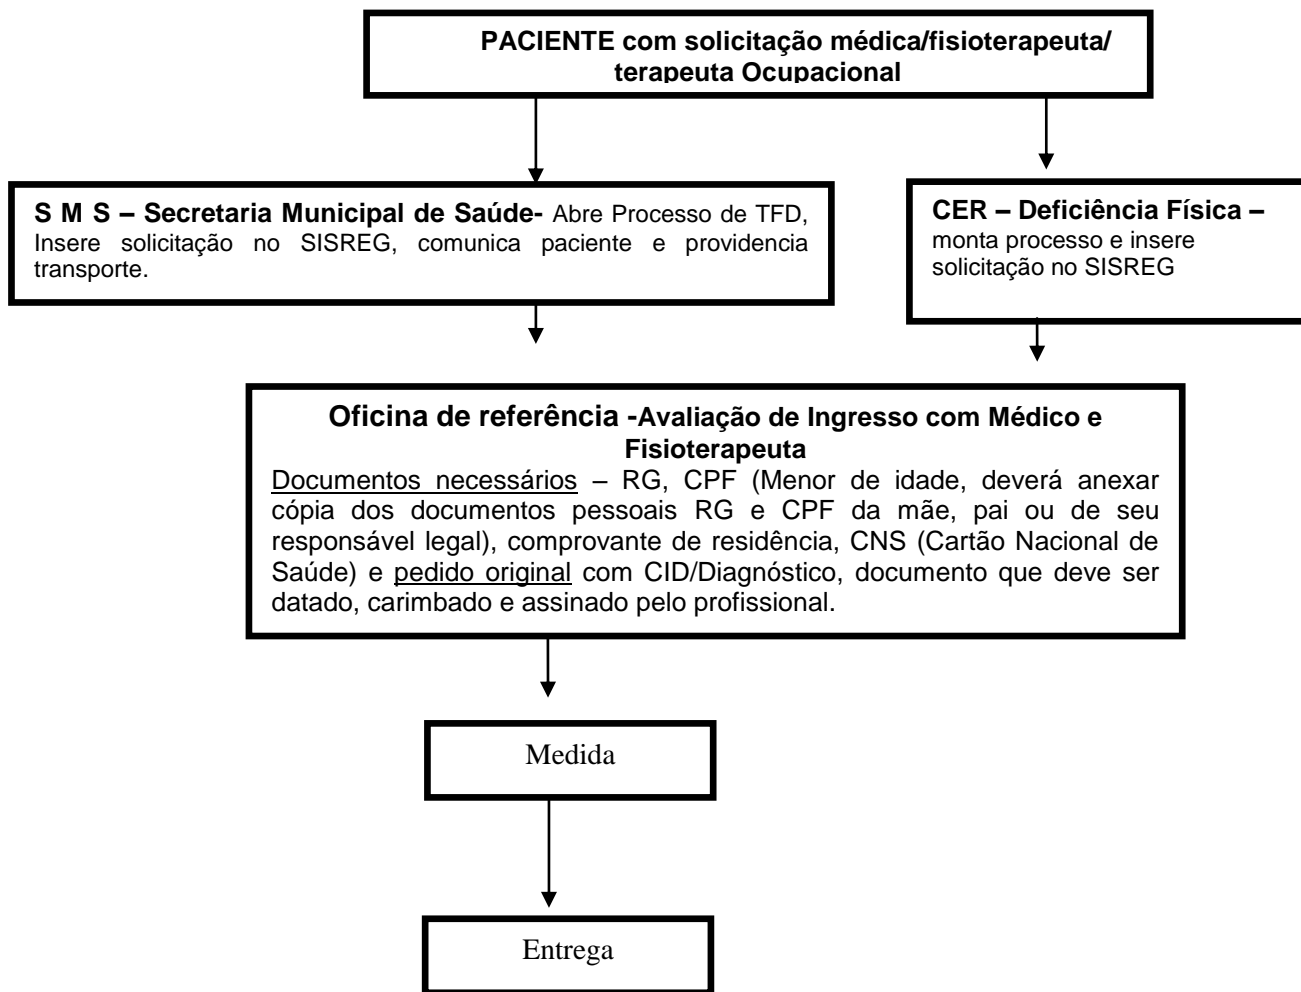 PACIENTE com solicitação médica/fisioterapeuta/
terapeuta Ocupacional
S M S – Secretaria Municipal de Saúde- Abre Processo de TFD,
Insere solicitação no SISREG, comunica paciente e providencia
transporte.
CER – Deficiência Física –
monta processo e insere
solicitação no SISREG
Oficina de referência -Avaliação de Ingresso com Médico e
Fisioterapeuta
Documentos necessários – RG, CPF (Menor de idade, deverá anexar
cópia dos documentos pessoais RG e CPF da mãe, pai ou de seu
responsável legal), comprovante de residência, CNS (Cartão Nacional de
Saúde) e pedido original com CID/Diagnóstico, documento que deve ser
datado, carimbado e assinado pelo profissional.
Medida
Entrega